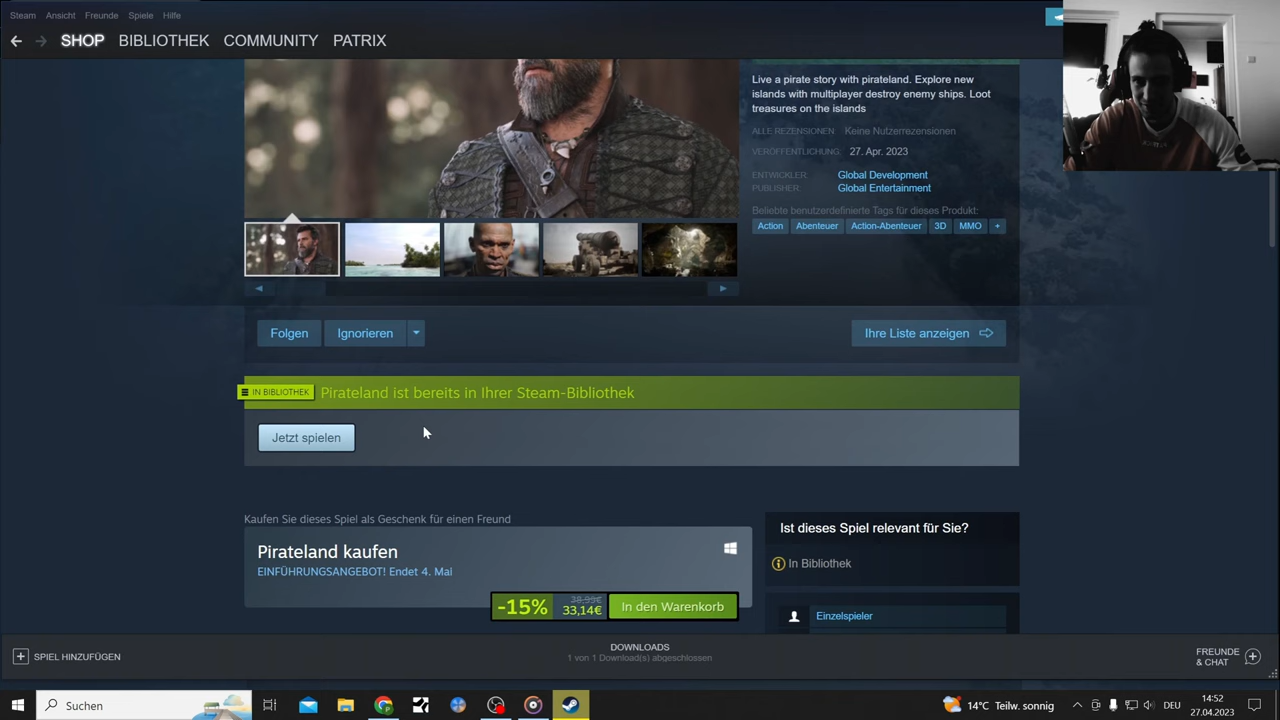 Steam Ansicht Freunde Spiele Hilfe
SHOP BIBLIOTHEK COMMUNITY PATRIX
Live a pirate story with pirateland. Explore new
islands with multiplayer destroy enemy ships. Loot
treasures on the islands
ALLE REZENSIONEN: Keine Nutzerrezensionen
VERÖFFENTLICHUNG: 27. Apr. 2023
ENTWICKLER: Global Development
PUBLISHER: Global Entertainment
Beliebte benutzerdefinierte Tags für dieses Produkt:
Action Abenteuer Action-Abenteuer 3D MMO +
Folgen Ignorieren Ihre Liste anzeigen
IN BIBLIOTHEK Pirateland ist bereits in Ihrer Steam-Bibliothek
Jetzt spielen
Kaufen Sie dieses Spiel als Geschenk für einen Freund
Pirateland kaufen
EINFÜHRUNGSANGEBOT! Endet 4. Mai
-15% 38,99€ 33,14€ In den Warenkorb
Ist dieses Spiel relevant für Sie?
In Bibliothek
Einzelspieler
SPIEL HINZUFÜGEN
DOWNLOADS
1 von 1 Download(s) abgeschlossen
FREUNDE
& CHAT
Suchen
14°C Teilw. sonnig
DEU
14:52
27.04.2023